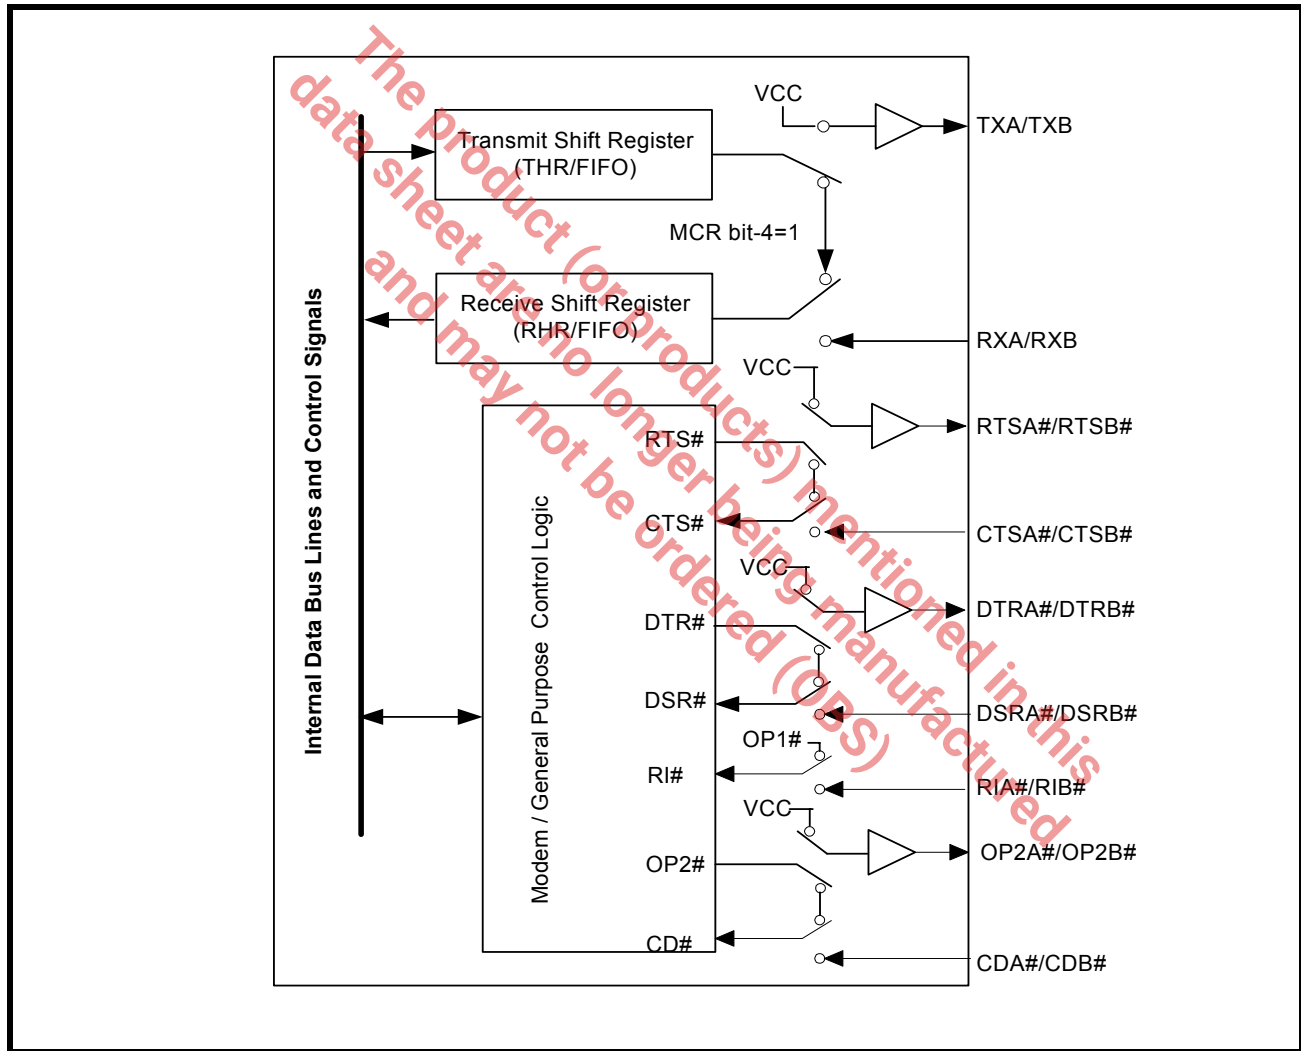 The product (or products) mentioned in this
data sheet are no longer being manufactured
and may not be ordered (OBS)
VCC
TXA/TXB
Transmit Shift Register
(THR/FIFO)
MCR bit-4=1
Receive Shift Register
(RHR/FIFO)
RXA/RXB
VCC
RTSA#/RTSB#
RTS#
CTS#
CTSA#/CTSB#
VCC
DTRA#/DTRB#
DTR#
DSR#
DSRA#/DSRB#
OP1#
RI#
RIA#/RIB#
VCC
OP2A#/OP2B#
OP2#
CD#
CDA#/CDB#
Internal Data Bus Lines and Control Signals
Modem / General Purpose Control Logic